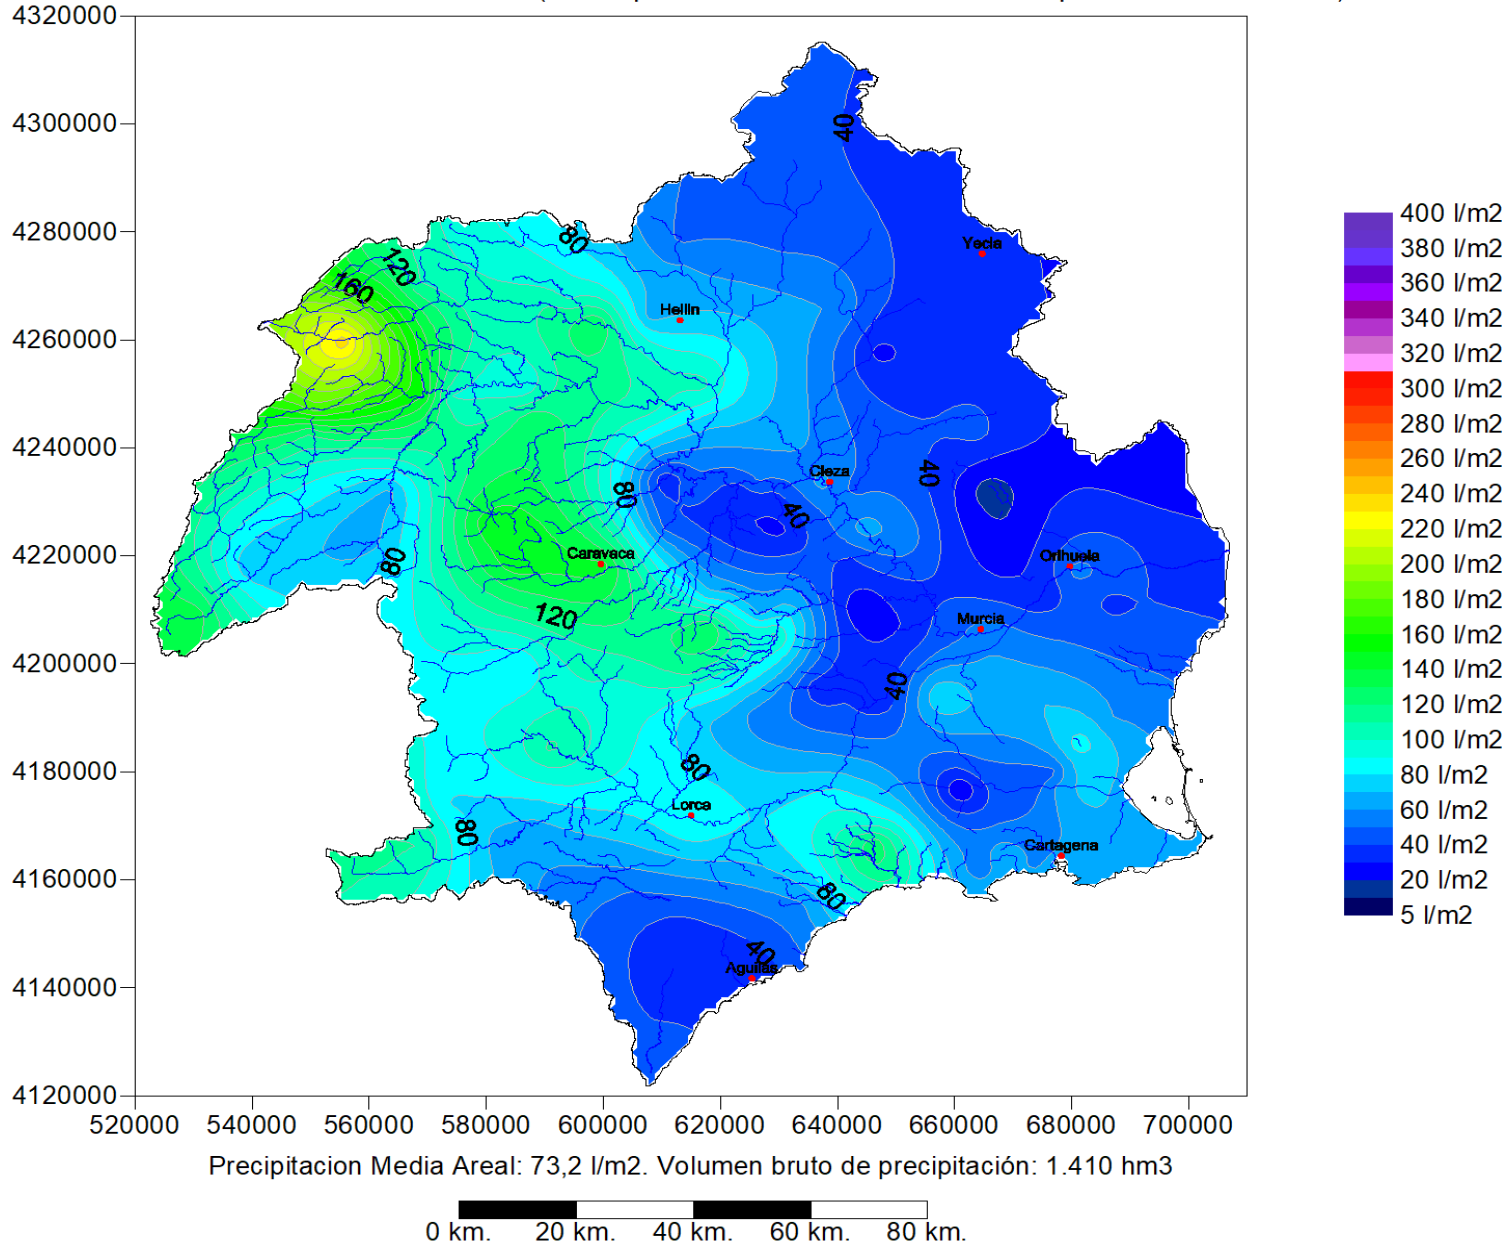 4320000
4300000
4280000
4260000
4240000
4220000
4200000
4180000
4160000
4140000
4120000
520000 540000 560000 580000 600000 620000 640000 660000 680000 700000
40
Yecla
80
120
160
Hellin
Cieza
40
80
40
Caravaca
Orihuela
80
120
Murcia
40
80
Lorca
80
Cartagena
80
40
Aguilas
400 l/m2
380 l/m2
360 l/m2
340 l/m2
320 l/m2
300 l/m2
280 l/m2
260 l/m2
240 l/m2
220 l/m2
200 l/m2
180 l/m2
160 l/m2
140 l/m2
120 l/m2
100 l/m2
80 l/m2
60 l/m2
40 l/m2
20 l/m2
5 l/m2
Precipitacion Media Areal: 73,2 l/m2. Volumen bruto de precipitación: 1.410 hm3
0 km. 20 km. 40 km. 60 km. 80 km.